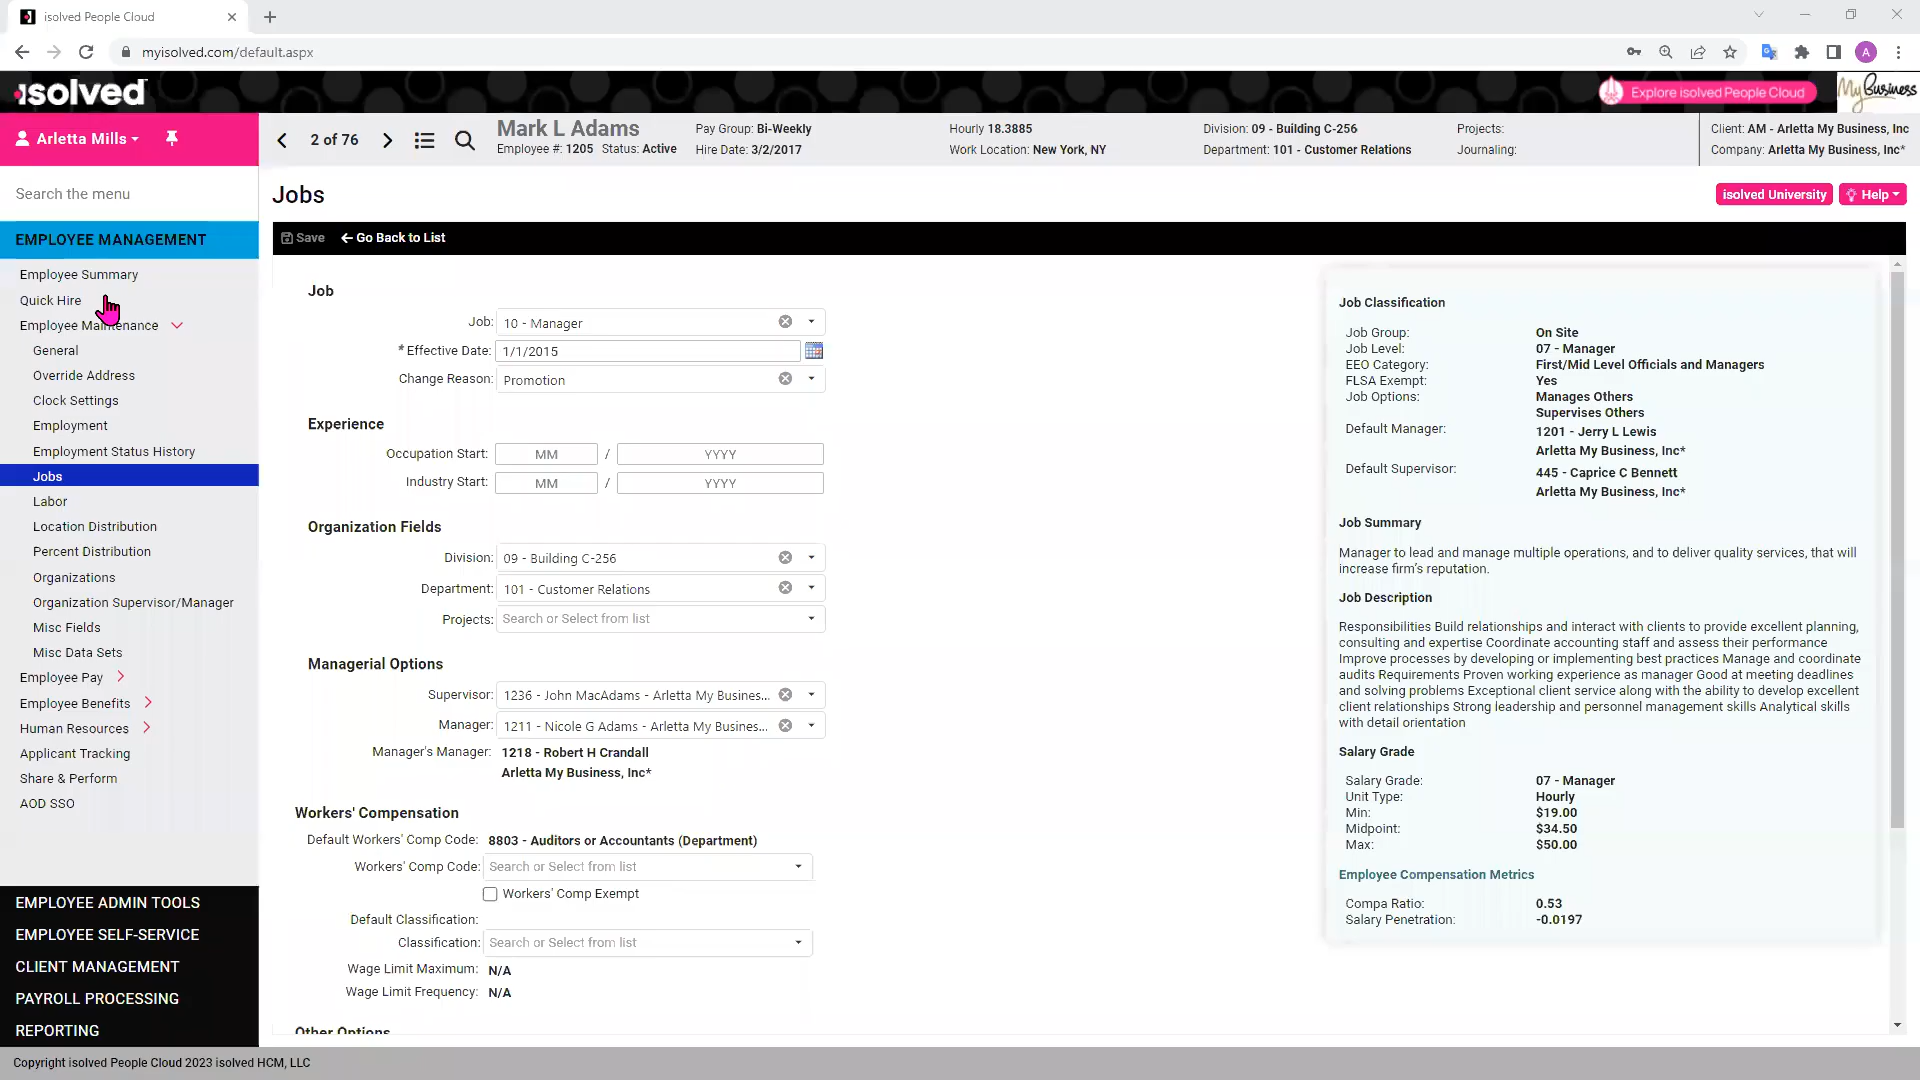 isolved People Cloud
myisolved.com/default.aspx
A
isolved
Explore isolved People Cloud
My Business
Arletta Mills
2 of 76
Mark L Adams
Employee #: 1205 Status: Active
Pay Group: Bi-Weekly
Hire Date: 3/2/2017
Hourly 18.3885
Work Location: New York, NY
Division: 09 - Building C-256
Department: 101 - Customer Relations
Projects:
Journaling:
Client: AM - Arletta My Business, Inc
Company: Arletta My Business, Inc*
Search the menu
EMPLOYEE MANAGEMENT
Employee Summary
Quick Hire
Employee Maintenance
General
Override Address
Clock Settings
Employment
Employment Status History
Jobs
Labor
Location Distribution
Percent Distribution
Organizations
Organization Supervisor/Manager
Misc Fields
Misc Data Sets
Employee Pay
Employee Benefits
Human Resources
Applicant Tracking
Share & Perform
AOD SSO
EMPLOYEE ADMIN TOOLS
EMPLOYEE SELF-SERVICE
CLIENT MANAGEMENT
PAYROLL PROCESSING
REPORTING
Jobs
isolved University
Help
Save
Go Back to List
Job
Job: 10 - Manager
* Effective Date: 1/1/2015
Change Reason: Promotion
Experience
Occupation Start: MM / YYYY
Industry Start: MM / YYYY
Organization Fields
Division: 09 - Building C-256
Department: 101 - Customer Relations
Projects: Search or Select from list
Managerial Options
Supervisor: 1236 - John MacAdams - Arletta My Busines...
Manager: 1211 - Nicole G Adams - Arletta My Busines...
Manager's Manager: 1218 - Robert H Crandall
Arletta My Business, Inc*
Workers' Compensation
Default Workers' Comp Code: 8803 - Auditors or Accountants (Department)
Workers' Comp Code: Search or Select from list
Workers' Comp Exempt
Default Classification:
Classification: Search or Select from list
Wage Limit Maximum: N/A
Wage Limit Frequency: N/A
Other Options
Job Classification
Job Group: On Site
Job Level: 07 - Manager
EEO Category: First/Mid Level Officials and Managers
FLSA Exempt: Yes
Job Options: Manages Others
Supervises Others
Default Manager: 1201 - Jerry L Lewis
Arletta My Business, Inc*
Default Supervisor: 445 - Caprice C Bennett
Arletta My Business, Inc*
Job Summary
Manager to lead and manage multiple operations, and to deliver quality services, that will
increase firm's reputation.
Job Description
Responsibilities Build relationships and interact with clients to provide excellent planning,
consulting and expertise Coordinate accounting staff and assess their performance
Improve processes by developing or implementing best practices Manage and coordinate
audits Requirements Proven working experience as manager Good at meeting deadlines
and solving problems Exceptional client service along with the ability to develop excellent
client relationships Strong leadership and personnel management skills Analytical skills
with detail orientation
Salary Grade
Salary Grade: 07 - Manager
Unit Type: Hourly
Min: $19.00
Midpoint: $34.50
Max: $50.00
Employee Compensation Metrics
Compa Ratio: 0.53
Salary Penetration: -0.0197
Copyright isolved People Cloud 2023 isolved HCM, LLC